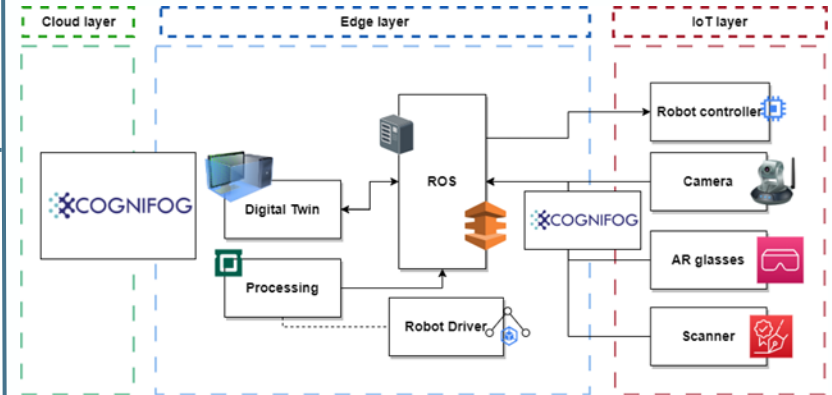 Cloud layer
Edge layer
IoT layer
Robot controller
COGNIFOG
ROS
Camera
Digital Twin
COGNIFOG
AR glasses
Processing
Robot Driver
Scanner